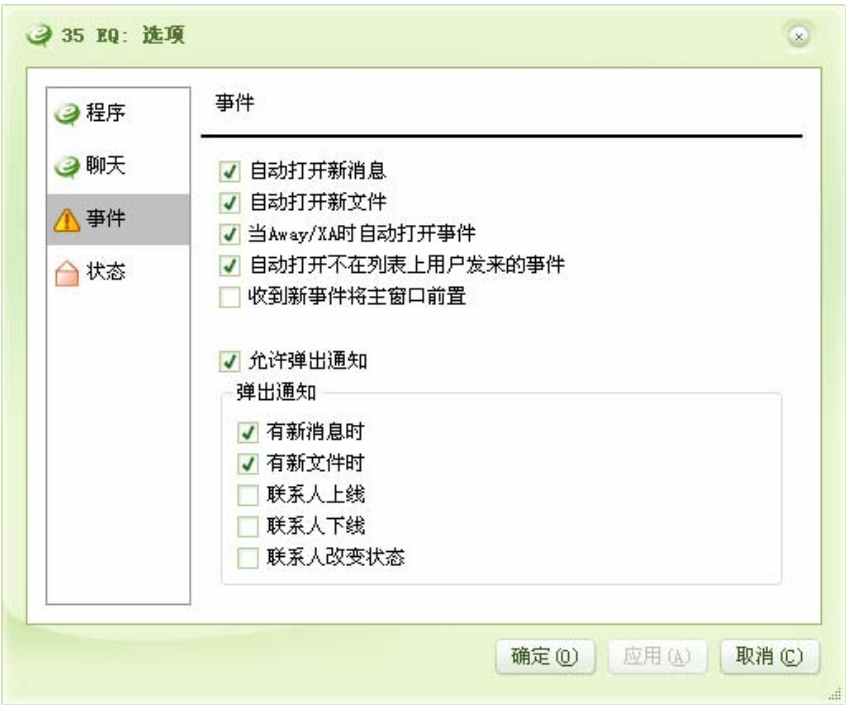 35 EQ: 选项
程序
聊天
事件
状态
事件
自动打开新消息
自动打开新文件
当Away/XA时自动打开事件
自动打开不在列表上用户发来的事件
收到新事件将主窗口前置
允许弹出通知
弹出通知
有新消息时
有新文件时
联系人上线
联系人下线
联系人改变状态
确定(O)
应用(A)
取消(C)